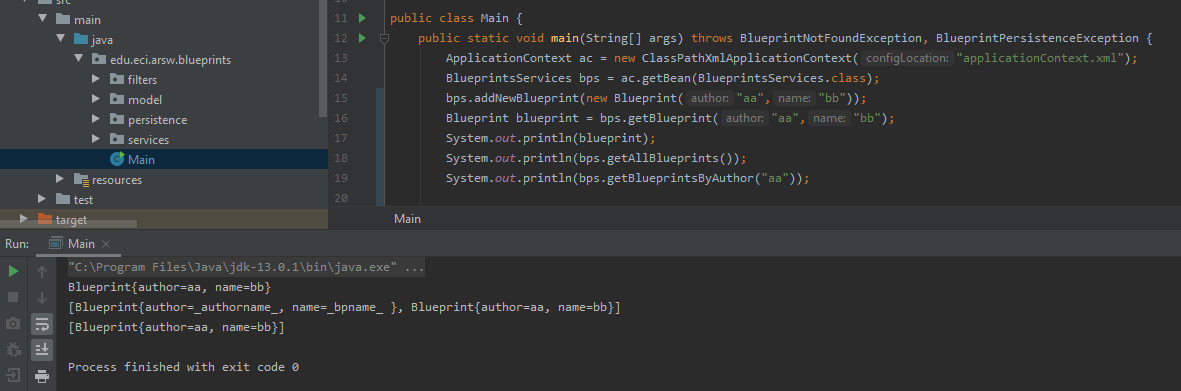 src
main
java
edu.eci.arsw.blueprints
filters
model
persistence
services
Main
resources
test
target
10
11 public class Main {
12 public static void main(String[] args) throws BlueprintNotFoundException, BlueprintPersistenceException {
13 ApplicationContext ac = new ClassPathXmlApplicationContext( configLocation: "applicationContext.xml");
14 BlueprintsServices bps = ac.getBean(BlueprintsServices.class);
15 bps.addNewBlueprint(new Blueprint( author: "aa", name: "bb"));
16 Blueprint blueprint = bps.getBlueprint( author: "aa", name: "bb");
17 System.out.println(blueprint);
18 System.out.println(bps.getAllBlueprints());
19 System.out.println(bps.getBlueprintsByAuthor("aa"));
20
Main
Run: Main ×
"C:\Program Files\Java\jdk-13.0.1\bin\java.exe" ...
Blueprint{author=aa, name=bb}
[Blueprint{author=_authorname_, name=_bpname_ }, Blueprint{author=aa, name=bb}]
[Blueprint{author=aa, name=bb}]
Process finished with exit code 0